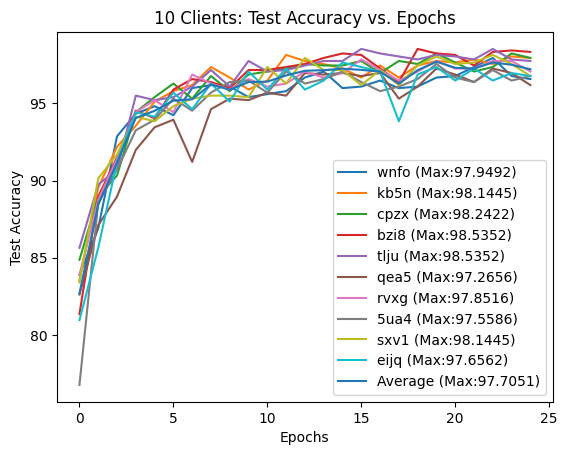 10 Clients: Test Accuracy vs. Epochs
Test Accuracy
95
90
85
80
wnfo (Max:97.9492)
kb5n (Max:98.1445)
cpzx (Max:98.2422)
bzi8 (Max:98.5352)
tlju (Max:98.5352)
qea5 (Max:97.2656)
rvxg (Max:97.8516)
5ua4 (Max:97.5586)
sxv1 (Max:98.1445)
eijq (Max:97.6562)
Average (Max:97.7051)
0 5 10 15 20 25
Epochs